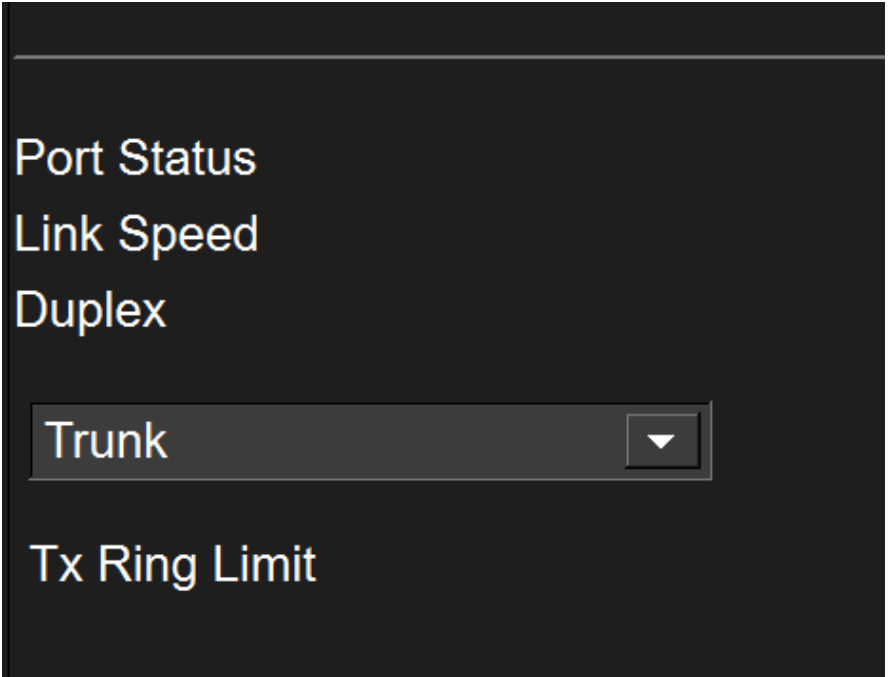 Port Status
Link Speed
Duplex
Trunk
Tx Ring Limit